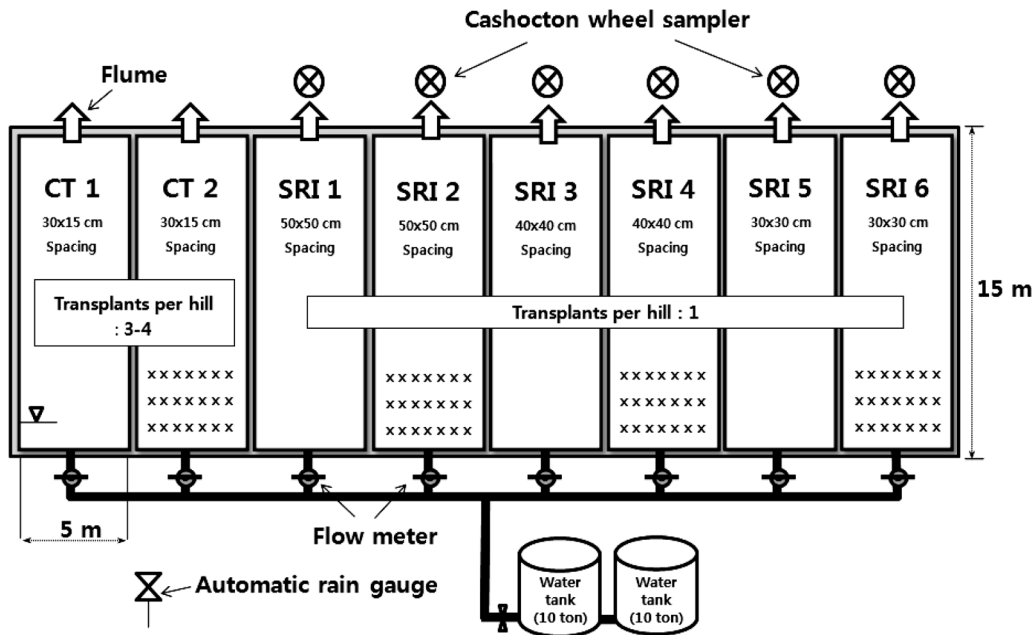 Cashocton wheel sampler
Flume
CT 1
30x15 cm
Spacing
CT 2
30x15 cm
Spacing
SRI 1
50x50 cm
Spacing
SRI 2
50x50 cm
Spacing
SRI 3
40x40 cm
Spacing
SRI 4
40x40 cm
Spacing
SRI 5
30x30 cm
Spacing
SRI 6
30x30 cm
Spacing
Transplants per hill
: 3-4
Transplants per hill : 1
15 m
x x x x x x x
x x x x x x x
x x x x x x x
x x x x x x x
x x x x x x x
x x x x x x x
x x x x x x x
x x x x x x x
x x x x x x x
x x x x x x x
x x x x x x x
x x x x x x x
5 m
Flow meter
Automatic rain gauge
Water
tank
(10 ton)
Water
tank
(10 ton)